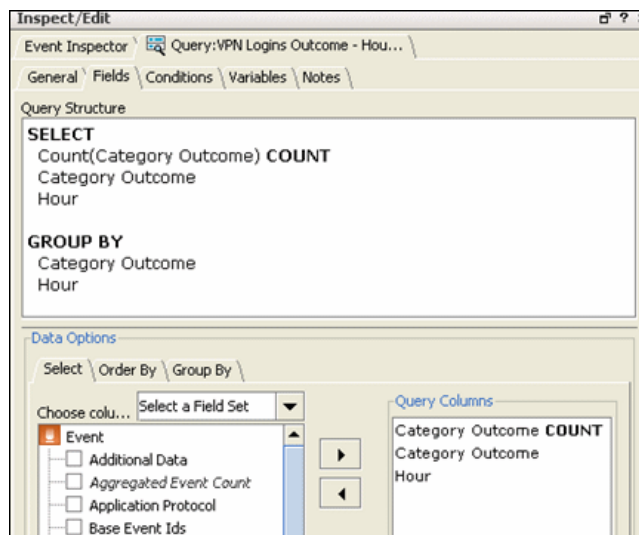 Inspect/Edit
Event Inspector
Query:VPN Logins Outcome - Hou...
General
Fields
Conditions
Variables
Notes
Query Structure
SELECT
Count(Category Outcome) COUNT
Category Outcome
Hour
GROUP BY
Category Outcome
Hour
Data Options
Select
Order By
Group By
Choose colu...
Select a Field Set
Event
Additional Data
Aggregated Event Count
Application Protocol
Base Event Ids
Query Columns
Category Outcome COUNT
Category Outcome
Hour